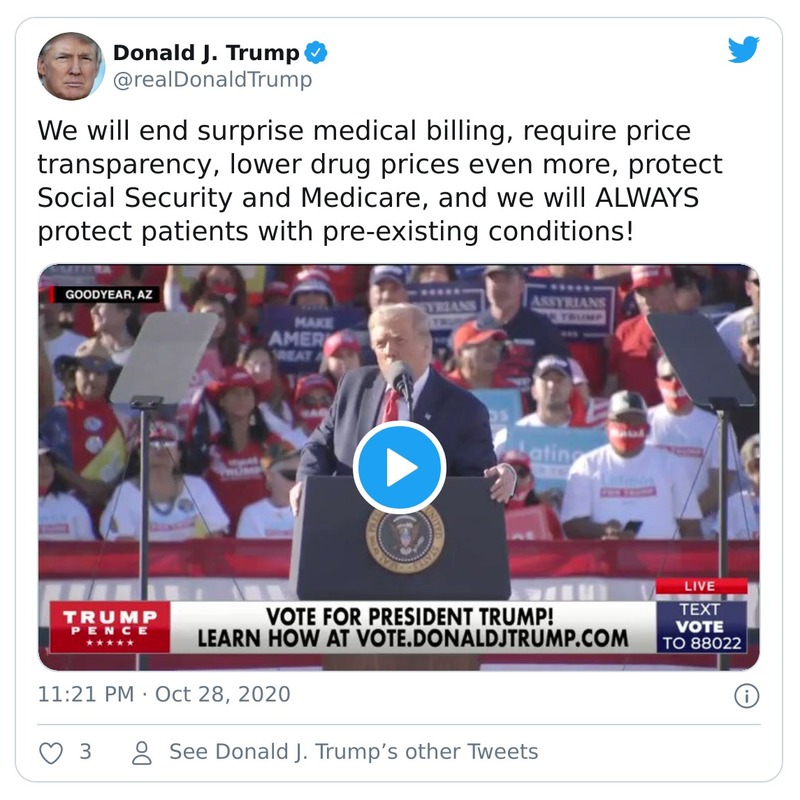 Donald J. Trump
@realDonaldTrump
We will end surprise medical billing, require price
transparency, lower drug prices even more, protect
Social Security and Medicare, and we will ALWAYS
protect patients with pre-existing conditions!
GOODYEAR, AZ
MAKE
AMER
GREAT A
ASSYRIANS
FOR TRUMP
Latino
LIVE
TRUMP
PENCE
VOTE FOR PRESIDENT TRUMP!
LEARN HOW AT VOTE.DONALDJTRUMP.COM
TEXT
VOTE
TO 88022
11:21 PM · Oct 28, 2020
3
See Donald J. Trump’s other Tweets